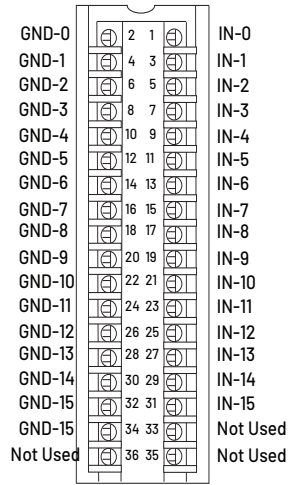 GND-0 2 1 IN-0
GND-1 4 3 IN-1
GND-2 6 5 IN-2
GND-3 8 7 IN-3
GND-4 10 9 IN-4
GND-5 12 11 IN-5
GND-6 14 13 IN-6
GND-7 16 15 IN-7
GND-8 18 17 IN-8
GND-9 20 19 IN-9
GND-10 22 21 IN-10
GND-11 24 23 IN-11
GND-12 26 25 IN-12
GND-13 28 27 IN-13
GND-14 30 29 IN-14
GND-15 32 31 IN-15
GND-15 34 33 Not Used
Not Used 36 35 Not Used